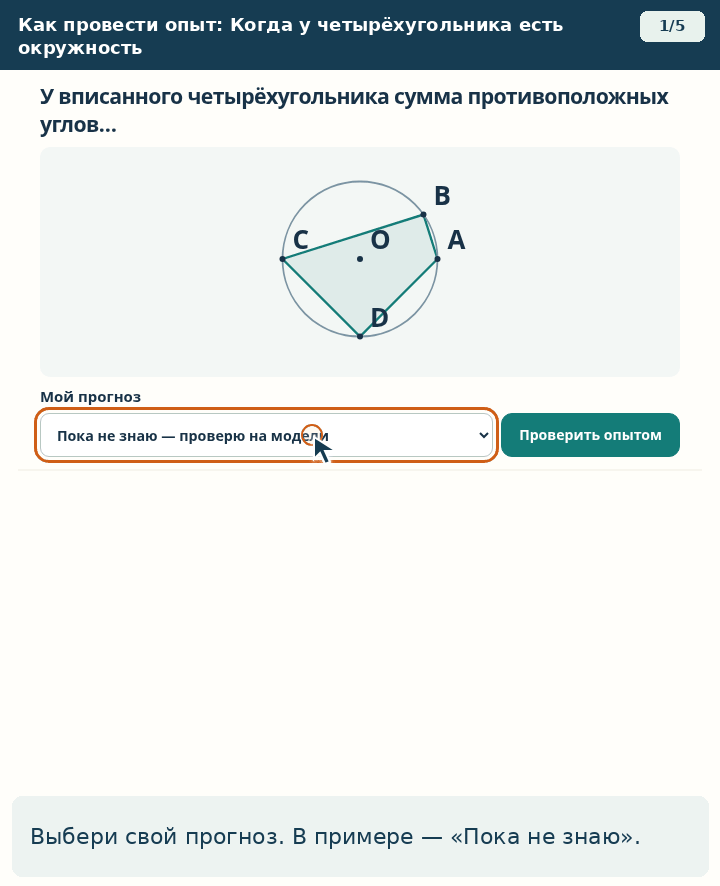 Как провести опыт: Когда у четырёхугольника есть
окружность
1/5
У вписанного четырёхугольника сумма противоположных
углов…
B
C
O
A
D
Мой прогноз
Пока не знаю — проверю на модели
Проверить опытом
Выбери свой прогноз. В примере — «Пока не знаю».